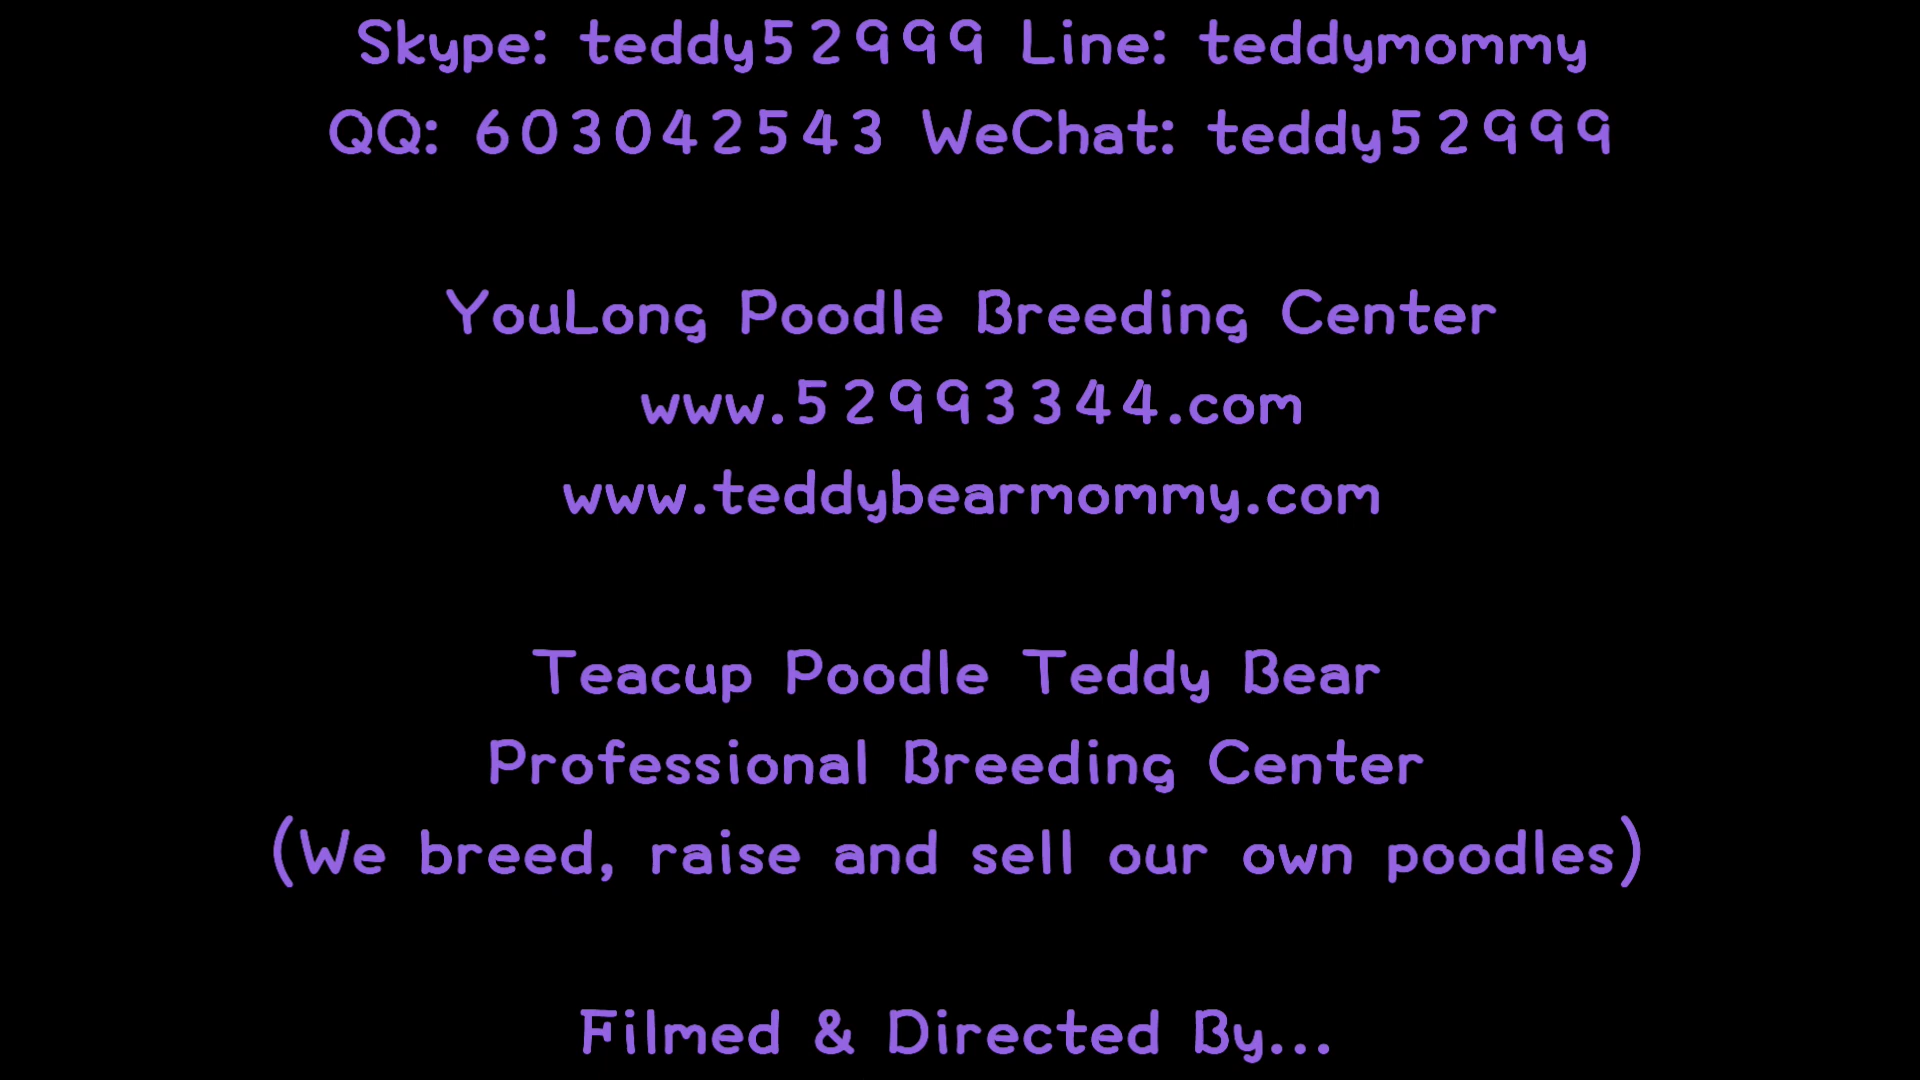 Skype: teddy52999 Line: teddymommy
QQ: 603042543 WeChat: teddy52999
YouLong Poodle Breeding Center
www.52993344.com
www.teddybearmommy.com
Teacup Poodle Teddy Bear
Professional Breeding Center
(We breed, raise and sell our own poodles)
Filmed & Directed By...